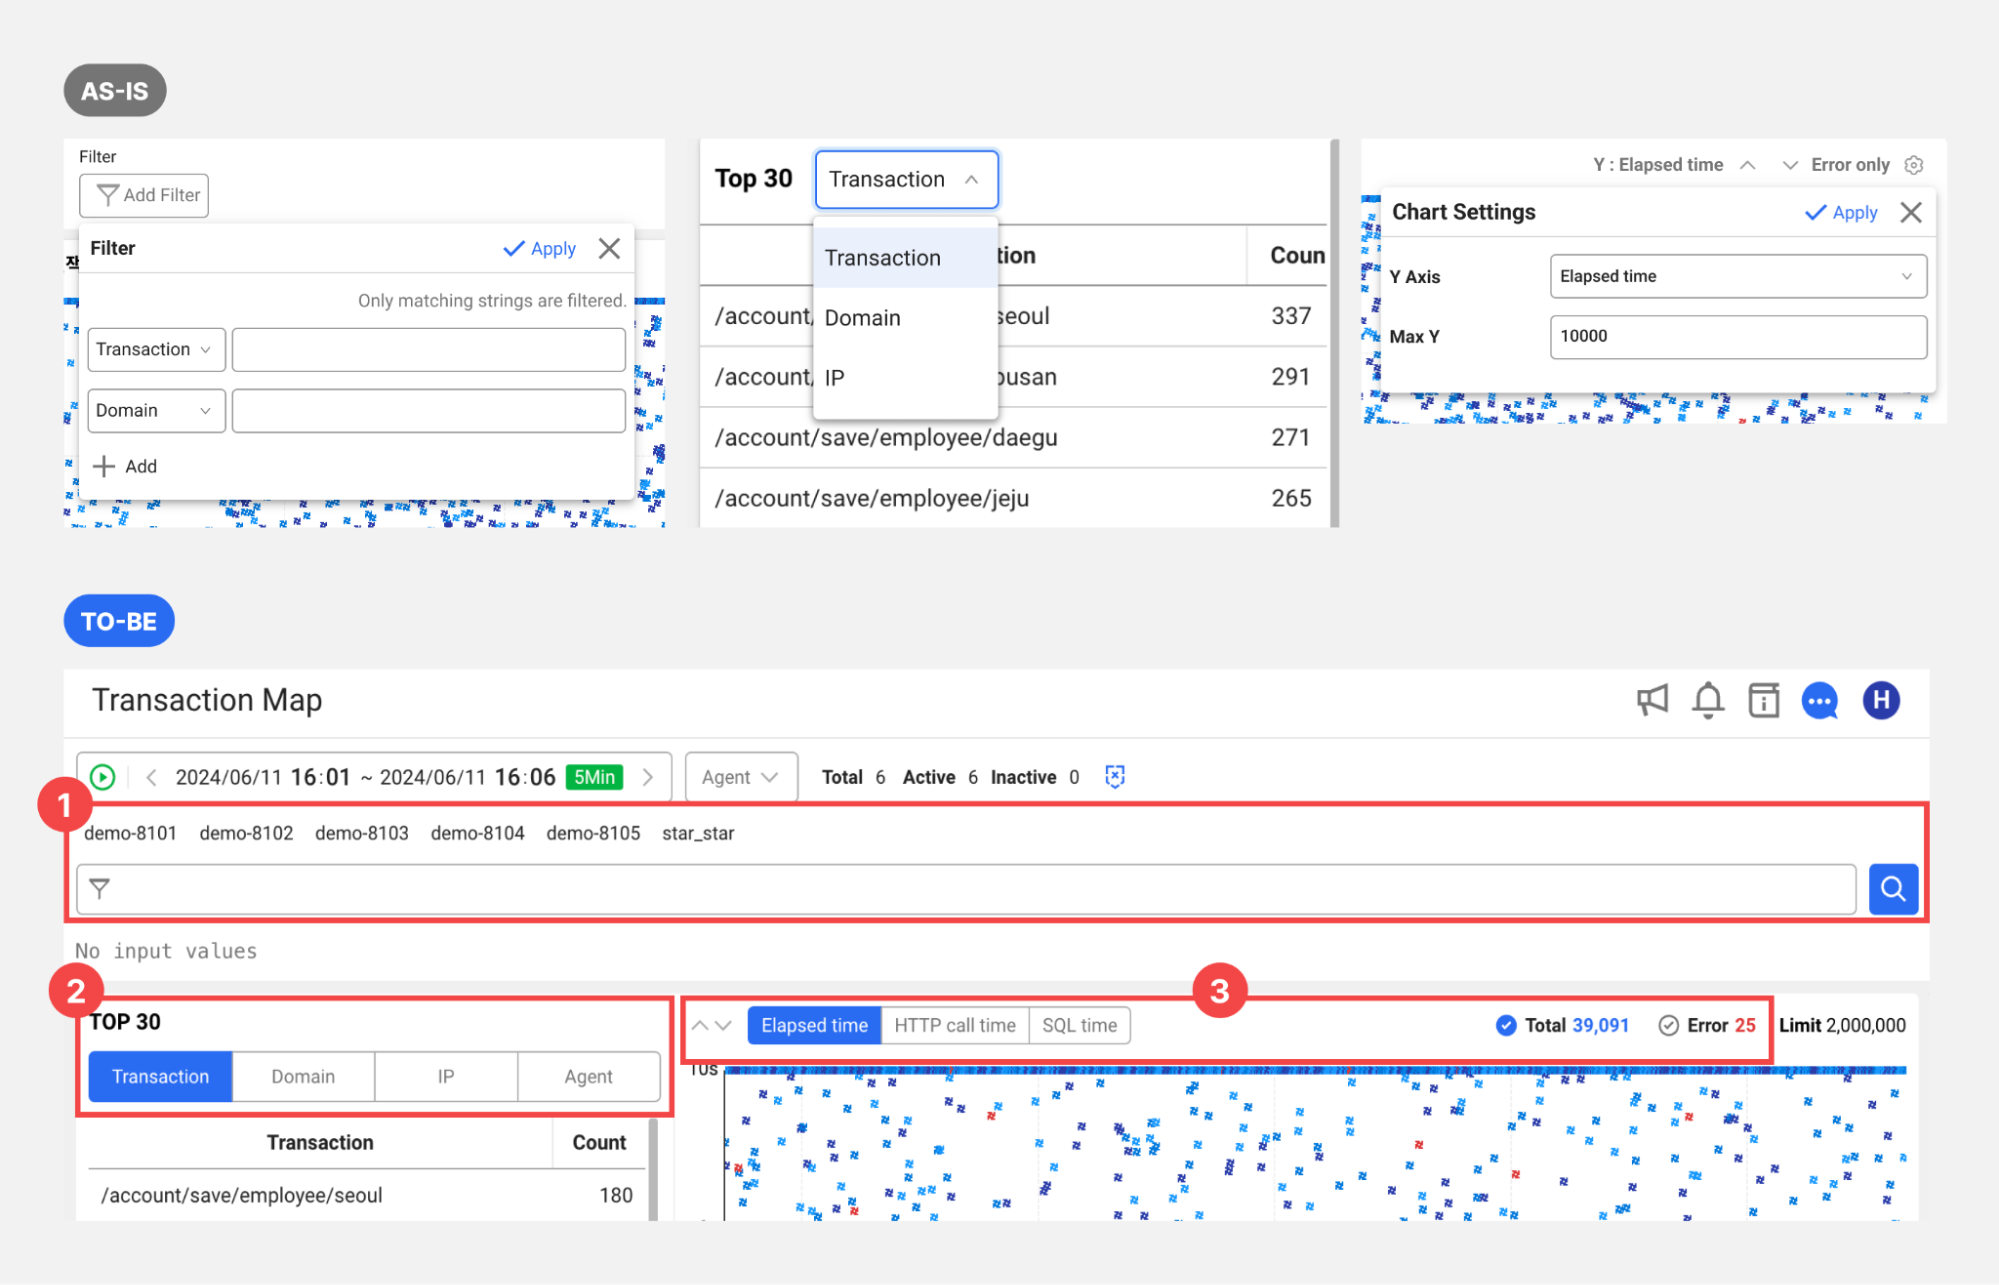 AS-IS
Filter
Add Filter
Filter
Apply
Only matching strings are filtered.
Transaction
Domain
Add
Top 30
Transaction
Transaction
Domain
IP
tion
Coun
/account/
seoul
337
/account/
busan
291
/account/save/employee/daegu
271
/account/save/employee/jeju
265
Y : Elapsed time
Error only
Chart Settings
Apply
Y Axis
Elapsed time
Max Y
10000
TO-BE
Transaction Map
H
2024/06/11 16:01 ~ 2024/06/11 16:06 5Min
Agent
Total 6 Active 6 Inactive 0
1
demo-8101 demo-8102 demo-8103 demo-8104 demo-8105 star_star
No input values
2
TOP 30
Transaction Domain IP Agent
Transaction Count
/account/save/employee/seoul 180
3
Elapsed time HTTP call time SQL time
Total 39,091 Error 25 Limit 2,000,000
10s